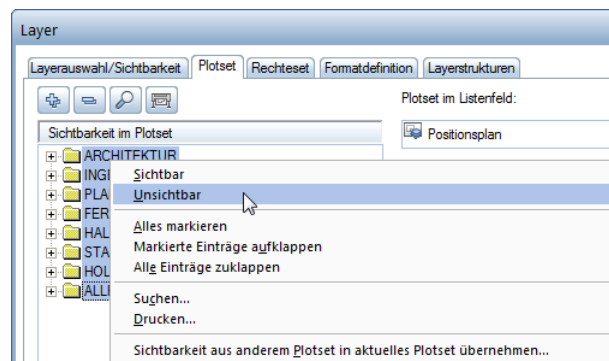 Layer
Layerauswahl/Sichtbarkeit Plotset Rechteset Formatdefinition Layerstrukturen
Plotset im Listenfeld:
Sichtbarkeit im Plotset
Positionsplan
ARCHITEKTUR
Sichtbar
Unsichtbar
Alles markieren
Markierte Einträge aufklappen
Alle Einträge zuklappen
Suchen...
Drucken...
Sichtbarkeit aus anderem Plotset in aktuelles Plotset übernehmen...